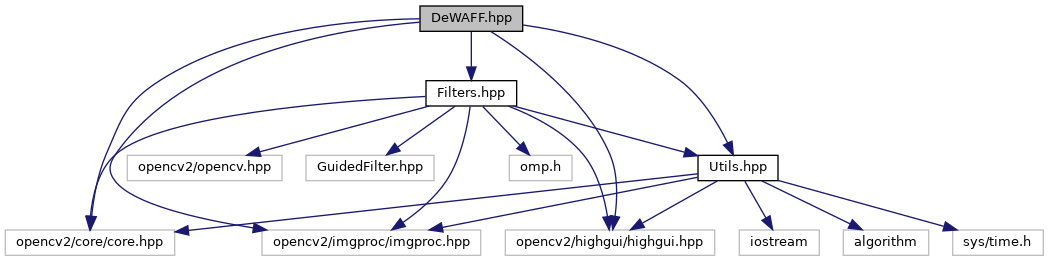 DeWAFF.hpp
Filters.hpp
opencv2/opencv.hpp
GuidedFilter.hpp
omp.h
Utils.hpp
opencv2/core/core.hpp
opencv2/imgproc/imgproc.hpp
opencv2/highgui/highgui.hpp
iostream
algorithm
sys/time.h